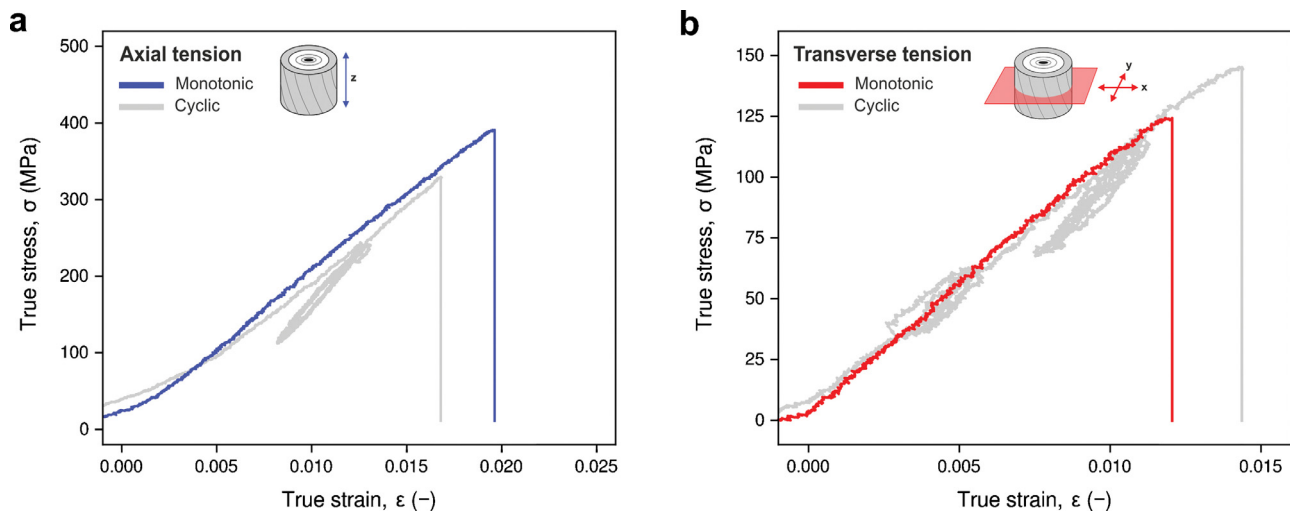 a
Axial tension
Monotonic
Cyclic
z
500
400
300
200
100
0
True stress, σ (MPa)
0.000
0.005
0.010
0.015
0.020
0.025
True strain, ε (−)
b
Transverse tension
Monotonic
Cyclic
y
x
150
125
100
75
50
25
0
True stress, σ (MPa)
0.000
0.005
0.010
0.015
True strain, ε (−)